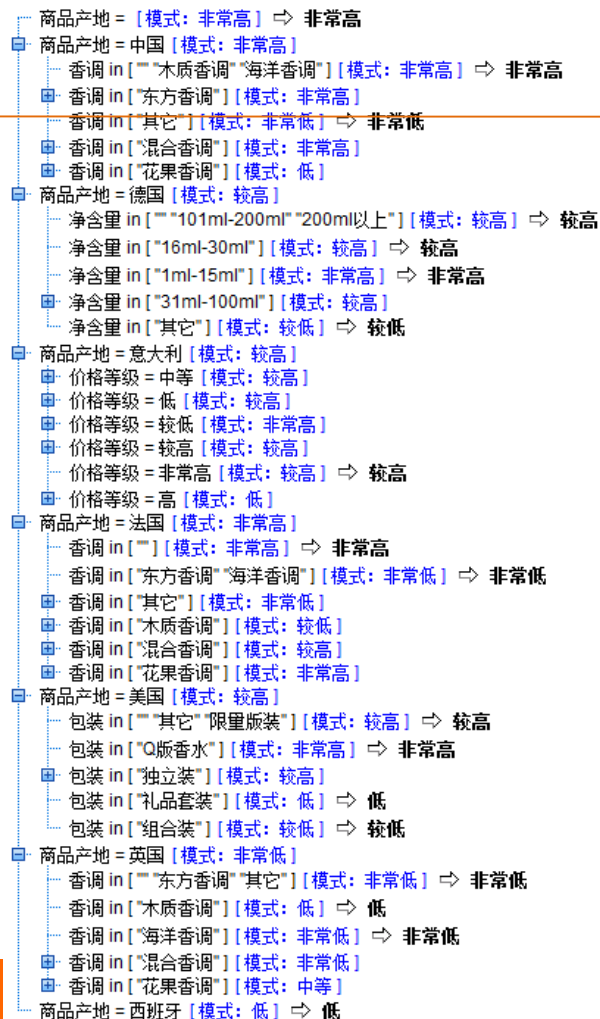 商品产地 = [模式：非常高] ⇨ 非常高
商品产地 = 中国 [模式：非常高]
香调 in ["" "木质香调" "海洋香调"] [模式：非常高] ⇨ 非常高
香调 in ["东方香调"] [模式：非常高]
香调 in ["其它"] [模式：非常低] ⇨ 非常低
香调 in ["混合香调"] [模式：非常高]
香调 in ["花果香调"] [模式：低]
商品产地 = 德国 [模式：较高]
净含量 in ["" "101ml-200ml" "200ml以上"] [模式：较高] ⇨ 较高
净含量 in ["16ml-30ml"] [模式：较高] ⇨ 较高
净含量 in ["1ml-15ml"] [模式：非常高] ⇨ 非常高
净含量 in ["31ml-100ml"] [模式：较高]
净含量 in ["其它"] [模式：较低] ⇨ 较低
商品产地 = 意大利 [模式：较高]
价格等级 = 中等 [模式：较高]
价格等级 = 低 [模式：较高]
价格等级 = 较低 [模式：非常高]
价格等级 = 较高 [模式：较高]
价格等级 = 非常高 [模式：较高] ⇨ 较高
价格等级 = 高 [模式：低]
商品产地 = 法国 [模式：非常高]
香调 in [""] [模式：非常高] ⇨ 非常高
香调 in ["东方香调" "海洋香调"] [模式：非常低] ⇨ 非常低
香调 in ["其它"] [模式：非常低]
香调 in ["木质香调"] [模式：较低]
香调 in ["混合香调"] [模式：较高]
香调 in ["花果香调"] [模式：非常高]
商品产地 = 美国 [模式：较高]
包装 in ["" "其它" "限量版装"] [模式：较高] ⇨ 较高
包装 in ["Q版香水"] [模式：非常高] ⇨ 非常高
包装 in ["独立装"] [模式：较高]
包装 in ["礼品套装"] [模式：低] ⇨ 低
包装 in ["组合装"] [模式：较低] ⇨ 较低
商品产地 = 英国 [模式：非常低]
香调 in ["" "东方香调" "其它"] [模式：非常低] ⇨ 非常低
香调 in ["木质香调"] [模式：低] ⇨ 低
香调 in ["海洋香调"] [模式：非常低] ⇨ 非常低
香调 in ["混合香调"] [模式：非常低]
香调 in ["花果香调"] [模式：中等]
商品产地 = 西班牙 [模式：低] ⇨ 低